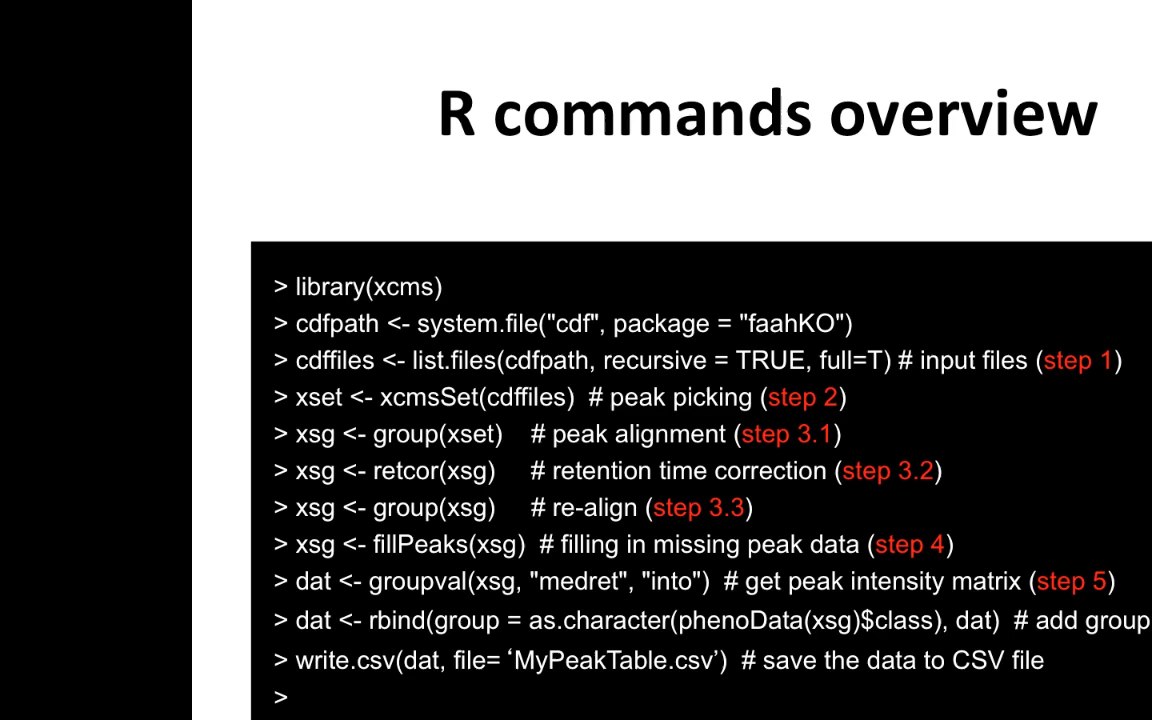 R commands overview
> library(xcms)
> cdfpath <- system.file("cdf", package = "faahKO")
> cdffiles <- list.files(cdfpath, recursive = TRUE, full=T) # input files (step 1)
> xset <- xcmsSet(cdffiles)  # peak picking (step 2)
> xsg <- group(xset)    # peak alignment (step 3.1)
> xsg <- retcor(xsg)     # retention time correction (step 3.2)
> xsg <- group(xsg)     # re-align (step 3.3)
> xsg <- fillPeaks(xsg)  # filling in missing peak data (step 4)
> dat <- groupval(xsg, "medret", "into")  # get peak intensity matrix (step 5)
> dat <- rbind(group = as.character(phenoData(xsg)$class), dat)  # add group
> write.csv(dat, file= ‘MyPeakTable.csv’)  # save the data to CSV file
>